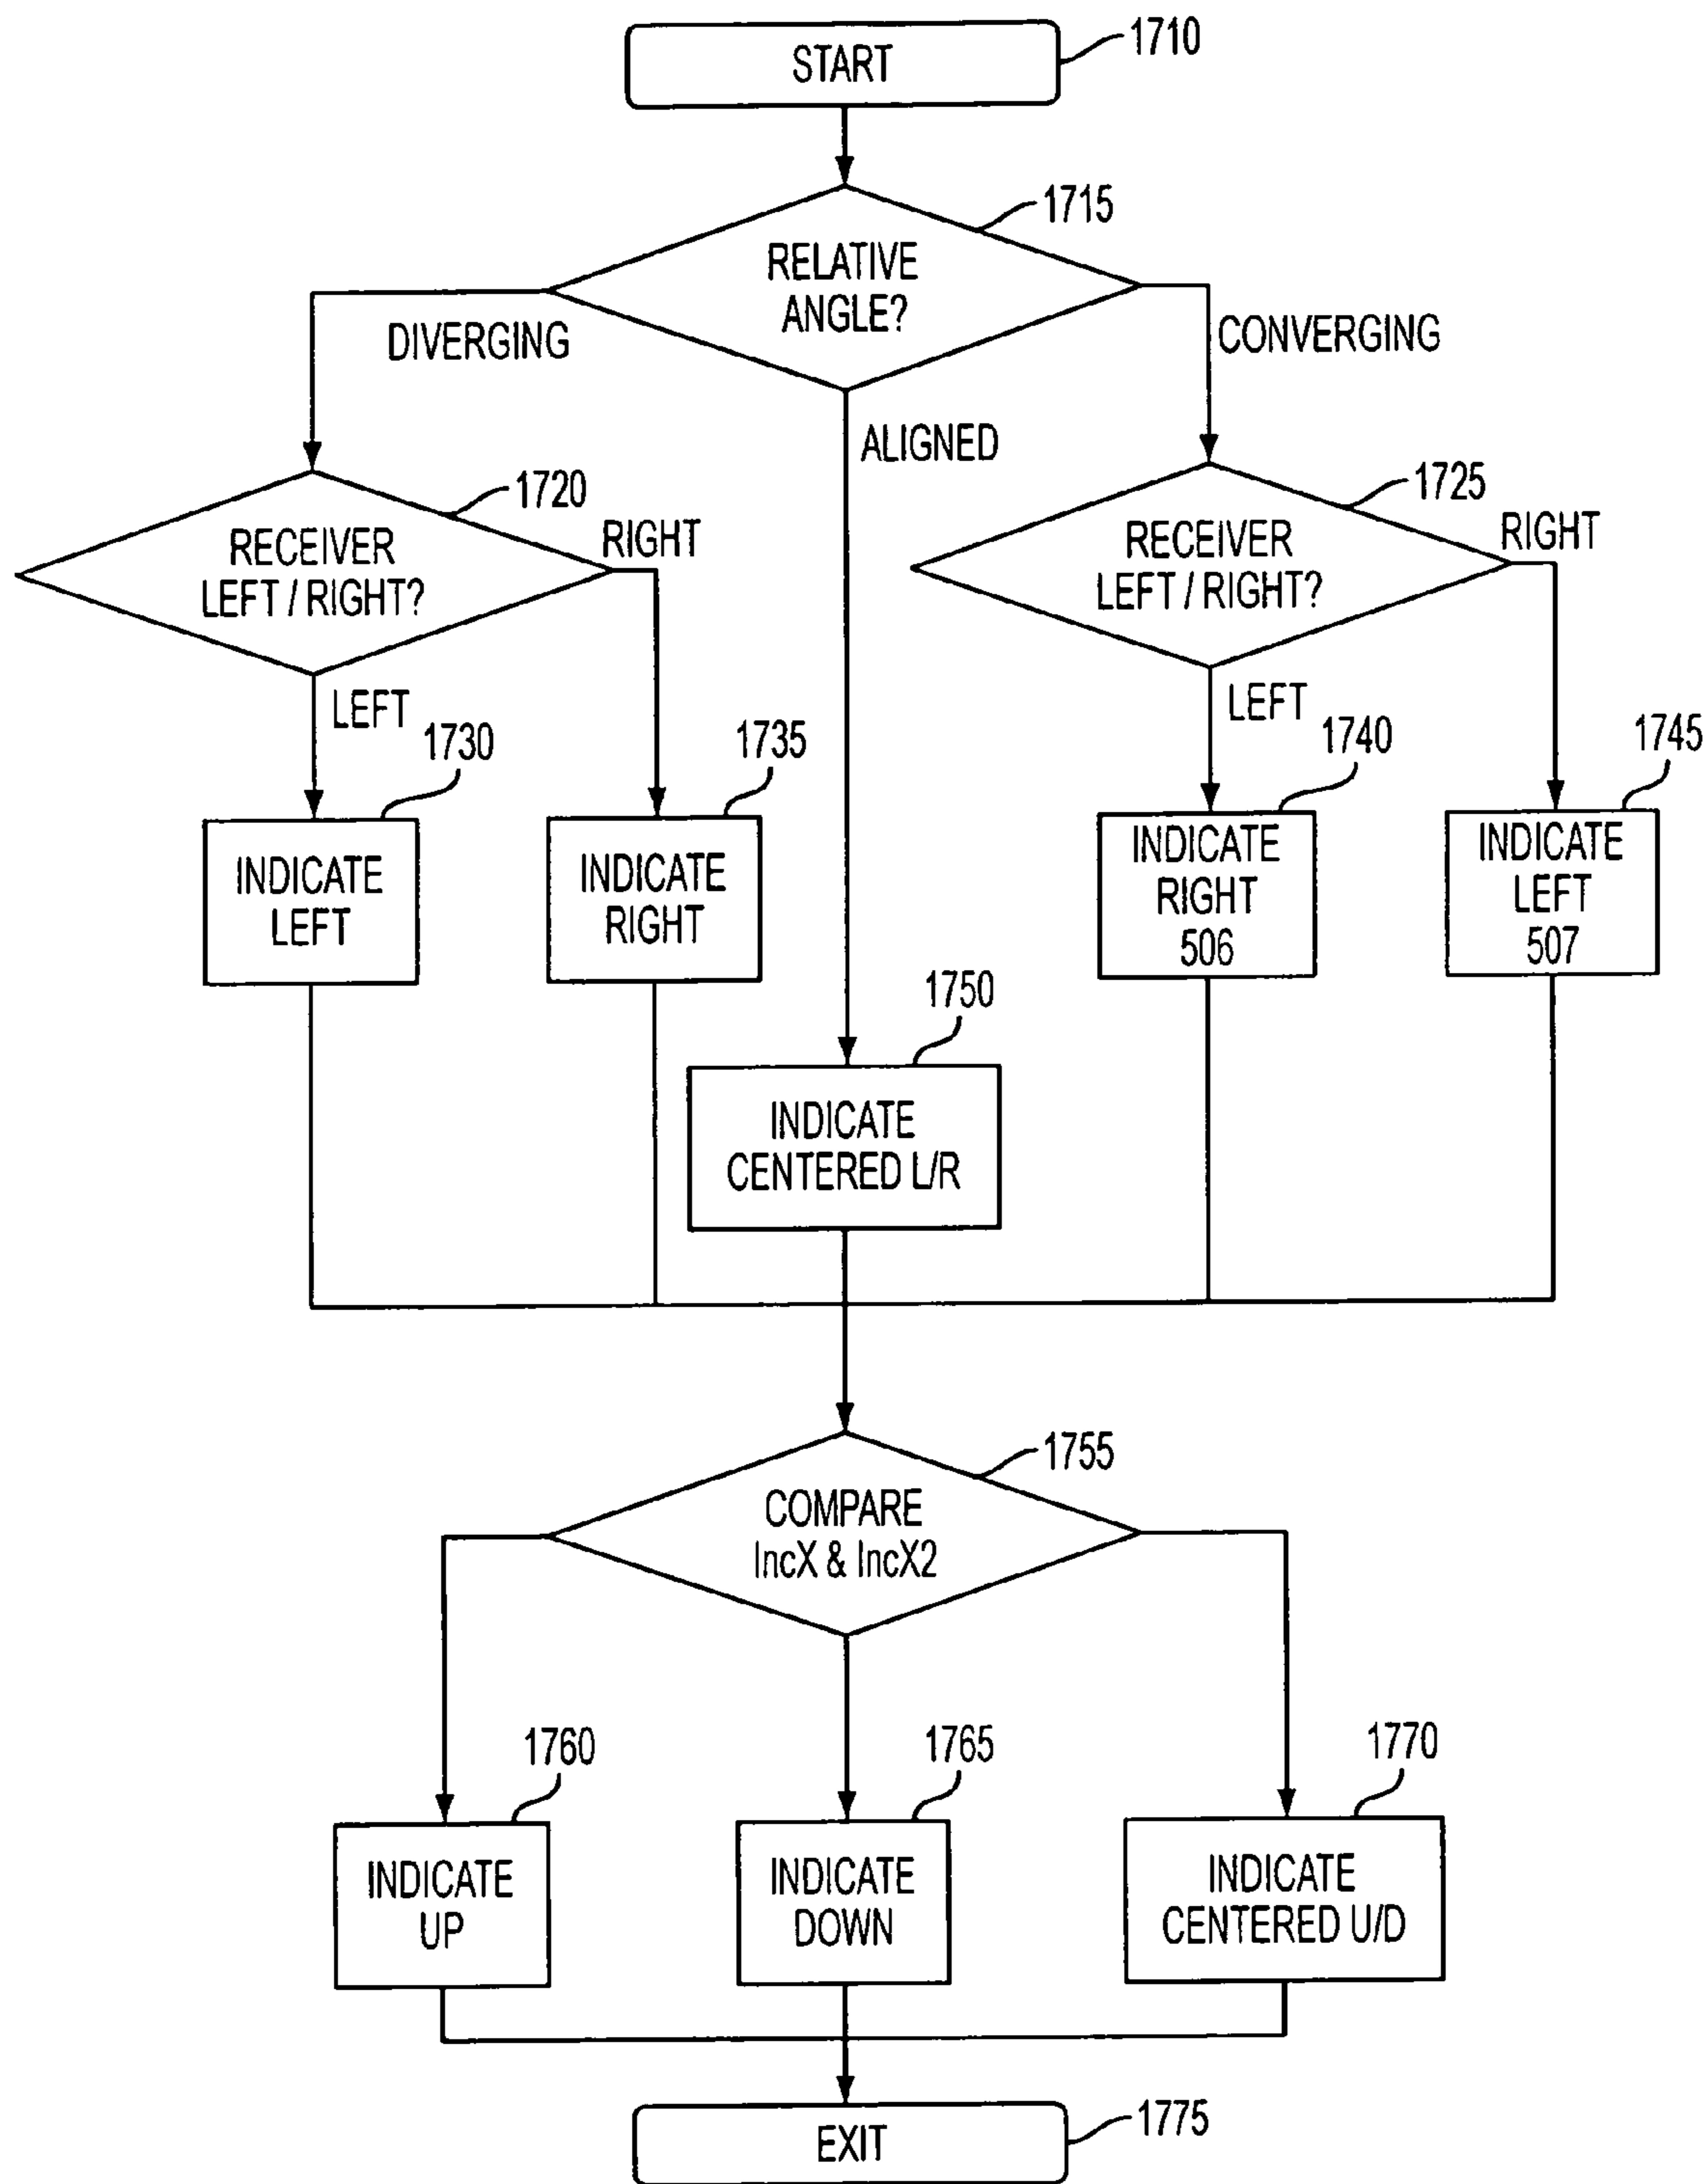 START
1710
RELATIVE
ANGLE?
1715
DIVERGING
CONVERGING
ALIGNED
1720
RECEIVER
LEFT / RIGHT?
RIGHT
LEFT
1725
RECEIVER
LEFT / RIGHT?
RIGHT
LEFT
1730
INDICATE
LEFT
1735
INDICATE
RIGHT
1740
INDICATE
RIGHT
506
1745
INDICATE
LEFT
507
1750
INDICATE
CENTERED L/R
1755
COMPARE
IncX & IncX2
1760
INDICATE
UP
1765
INDICATE
DOWN
1770
INDICATE
CENTERED U/D
EXIT
1775